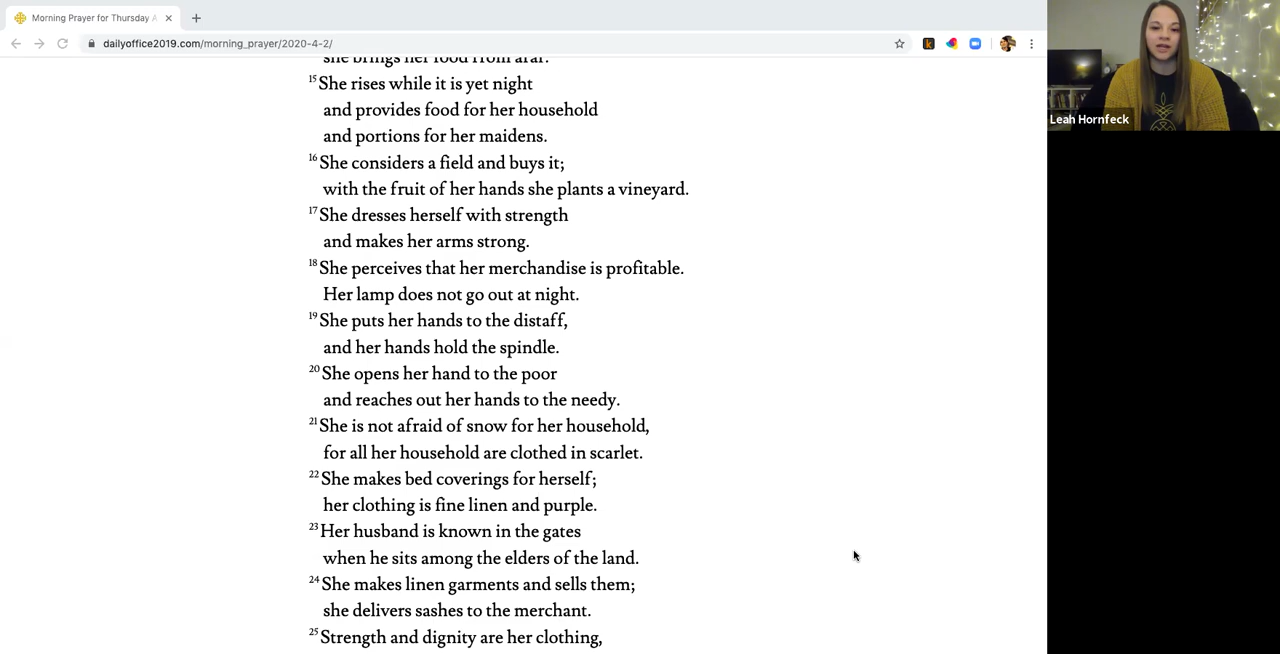 Morning Prayer for Thursday A
dailyoffice2019.com/morning_prayer/2020-4-2/
she brings her food from afar.
15 She rises while it is yet night
and provides food for her household
and portions for her maidens.
16 She considers a field and buys it;
with the fruit of her hands she plants a vineyard.
17 She dresses herself with strength
and makes her arms strong.
18 She perceives that her merchandise is profitable.
Her lamp does not go out at night.
19 She puts her hands to the distaff,
and her hands hold the spindle.
20 She opens her hand to the poor
and reaches out her hands to the needy.
21 She is not afraid of snow for her household,
for all her household are clothed in scarlet.
22 She makes bed coverings for herself;
her clothing is fine linen and purple.
23 Her husband is known in the gates
when he sits among the elders of the land.
24 She makes linen garments and sells them;
she delivers sashes to the merchant.
25 Strength and dignity are her clothing,
k
Leah Hornfeck